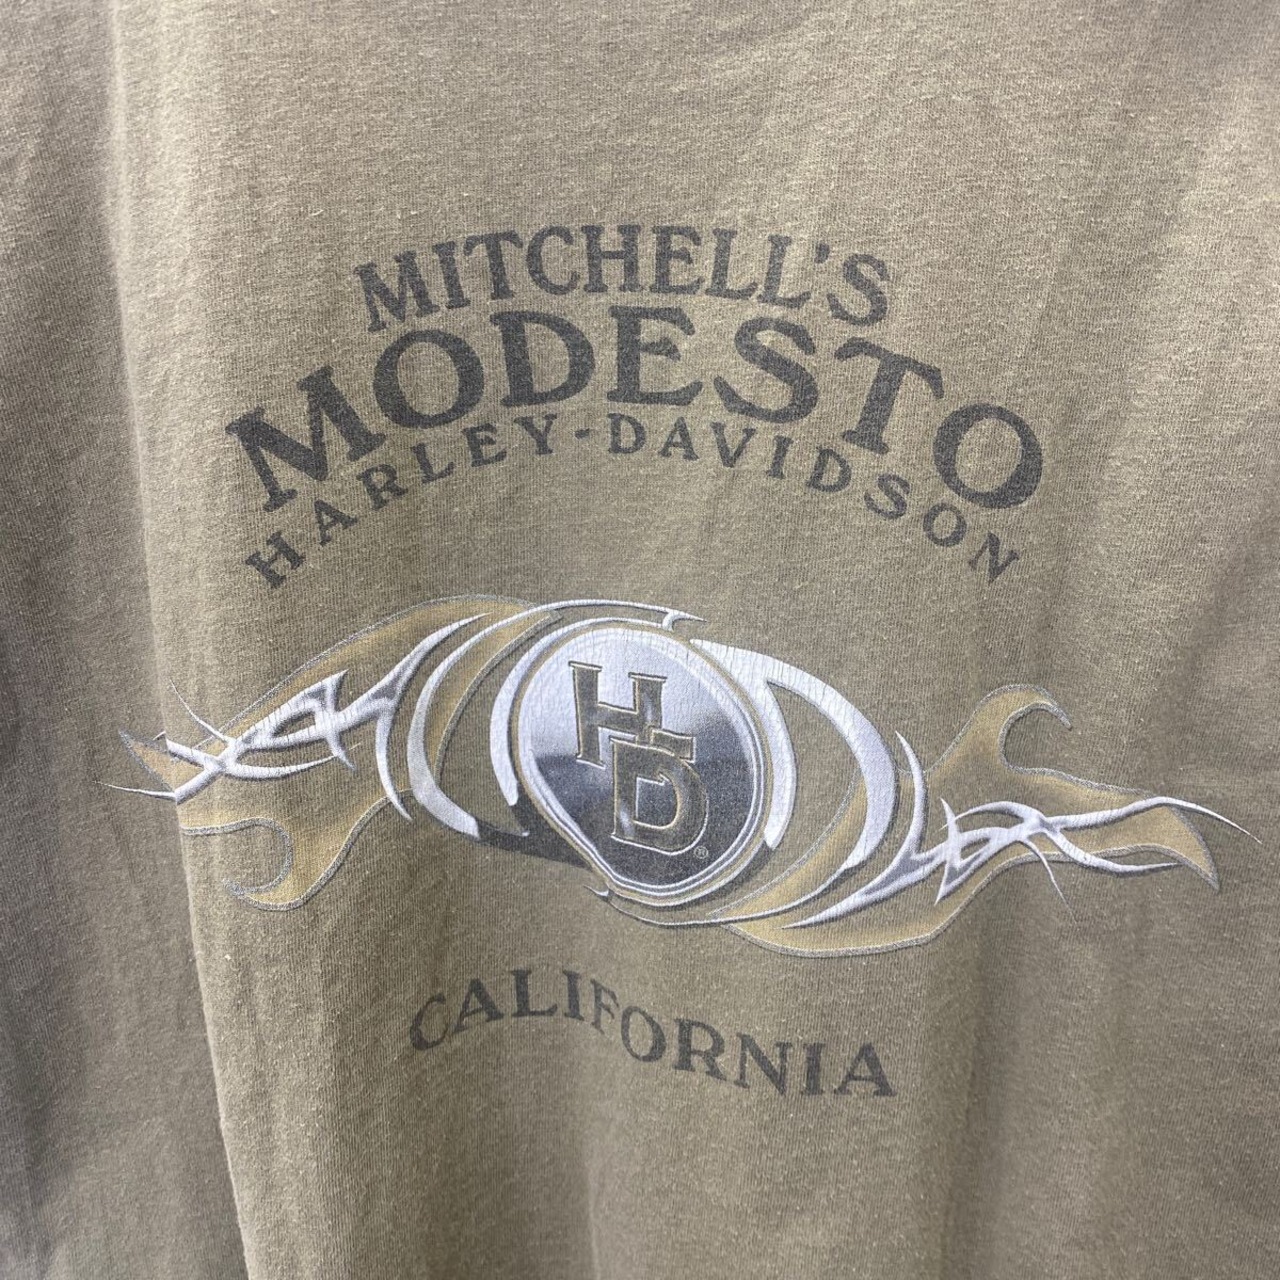 MITCHELL'S
MODESTO
HARLEY-DAVIDSON
HD®
CALIFORNIA